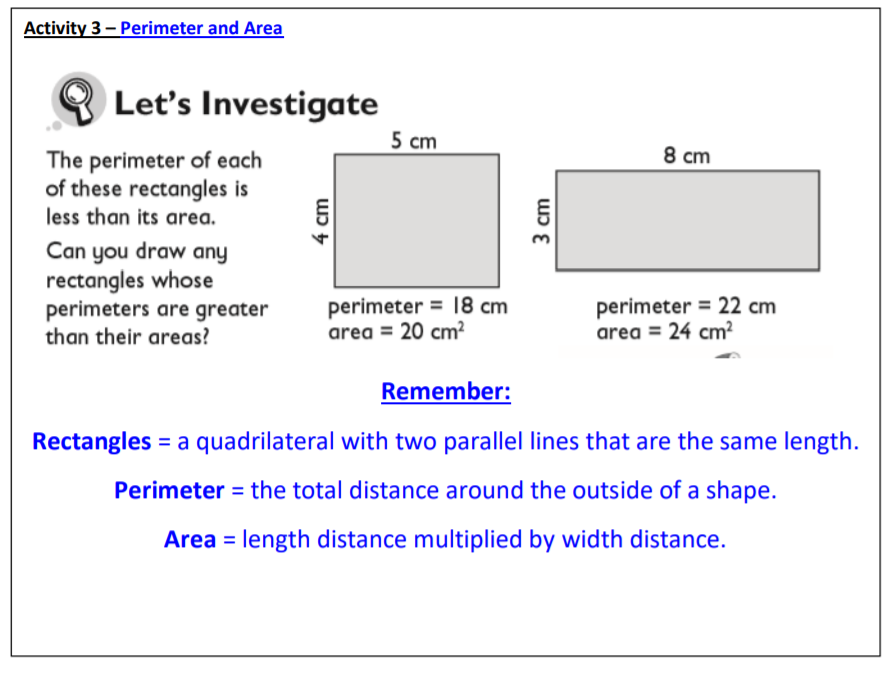 Activity 3 – Perimeter and Area
Let's Investigate
The perimeter of each
of these rectangles is
less than its area.
Can you draw any
rectangles whose
perimeters are greater
than their areas?
5 cm
4 cm
perimeter = 18 cm
area = 20 cm²
8 cm
3 cm
perimeter = 22 cm
area = 24 cm²
Remember:
Rectangles = a quadrilateral with two parallel lines that are the same length.
Perimeter = the total distance around the outside of a shape.
Area = length distance multiplied by width distance.